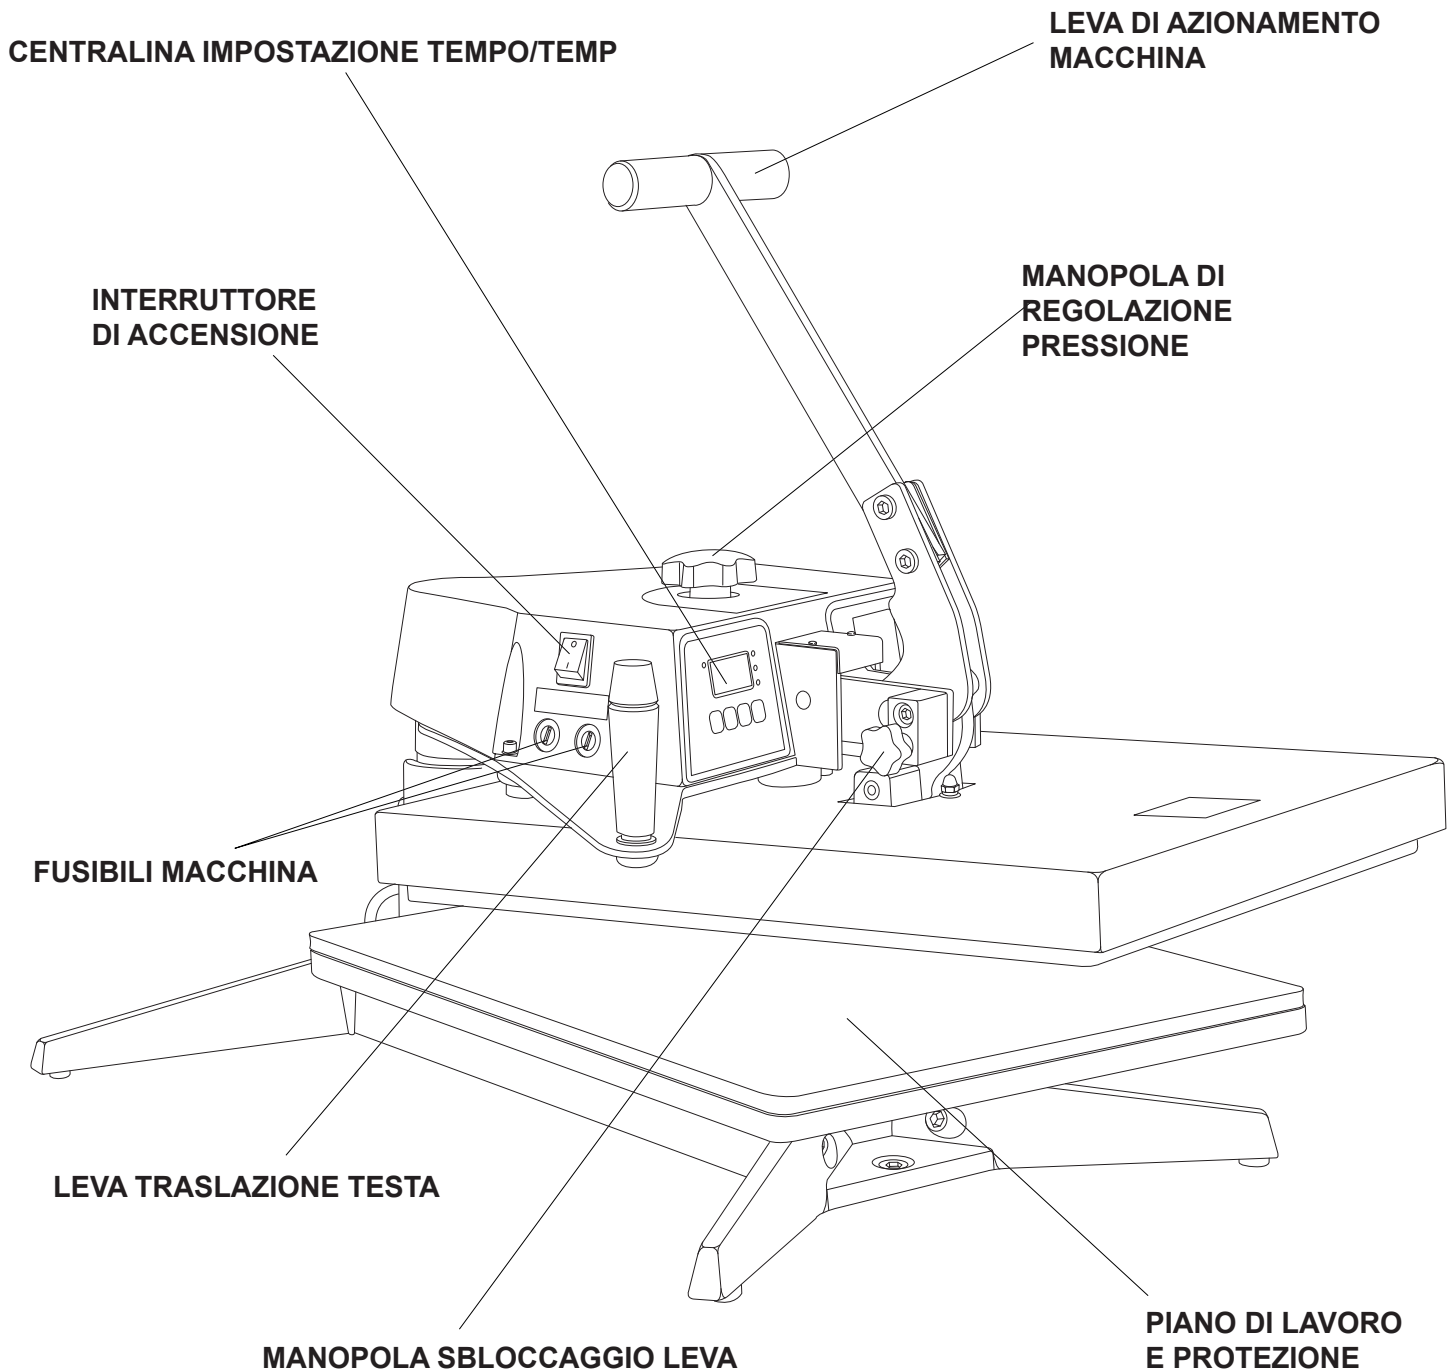 CENTRALINA IMPOSTAZIONE TEMPO/TEMP
LEVA DI AZIONAMENTO
MACCHINA
INTERRUTTORE
DI ACCENSIONE
MANOPOLA DI
REGOLAZIONE
PRESSIONE
FUSIBILI MACCHINA
LEVA TRASLAZIONE TESTA
MANOPOLA SBLOCCAGGIO LEVA
PIANO DI LAVORO
E PROTEZIONE